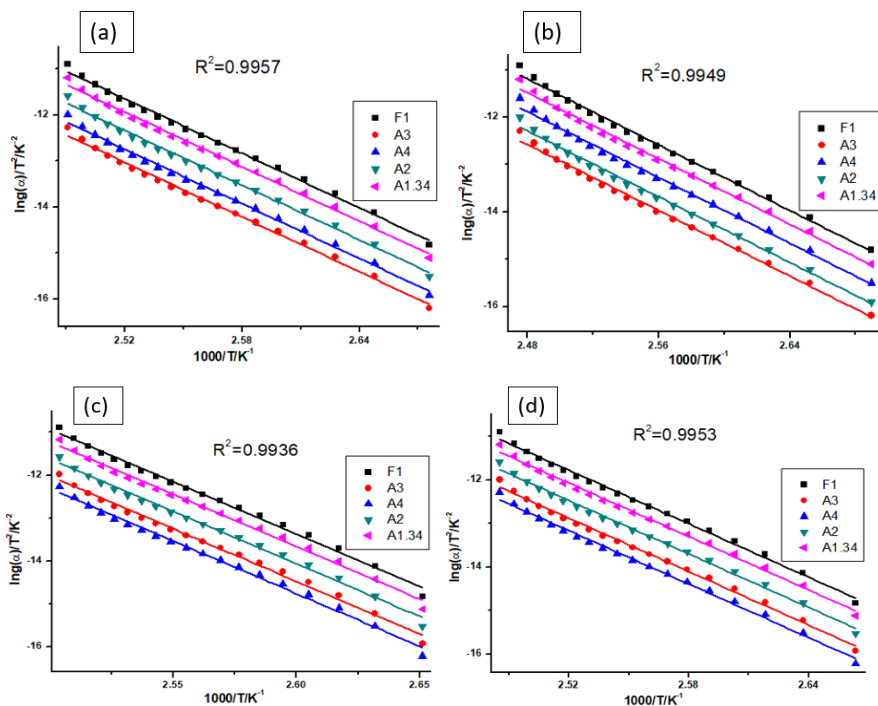 (a)
R²=0.9957
-12
-14
-16
lng(α)/T²/K⁻²
F1
A3
A4
A2
A1.34
2.52
2.58
2.64
1000/T/K⁻¹
(b)
R²=0.9949
-12
-14
-16
lng(α)/T²/K⁻²
F1
A3
A4
A2
A1.34
2.48
2.56
2.64
1000/T/K⁻¹
(c)
R²=0.9936
-12
-14
-16
lng(α)/T²/K⁻²
F1
A3
A4
A2
A1.34
2.55
2.60
2.65
1000/T/K⁻¹
(d)
R²=0.9953
-12
-14
-16
lng(α)/T²/K⁻²
F1
A3
A4
A2
A1.34
2.52
2.58
2.64
1000/T/K⁻¹